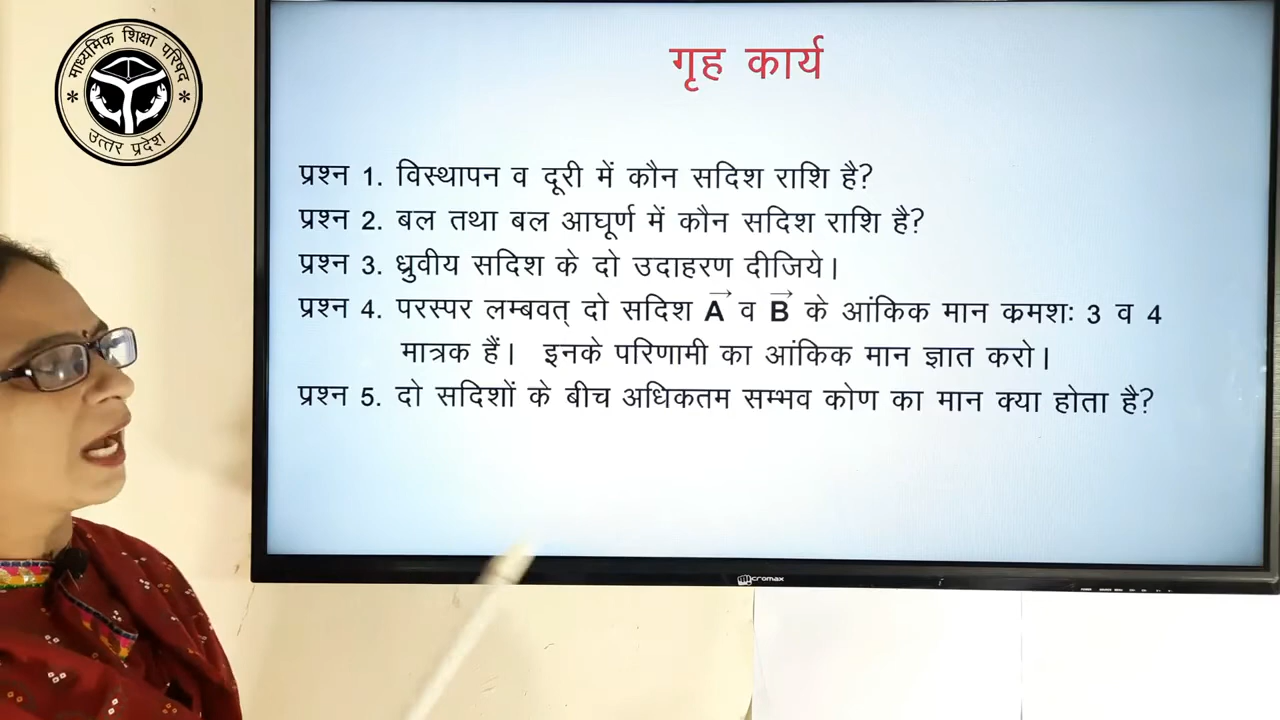 माध्यमिक शिक्षा परिषद
उत्तर प्रदेश
गृह कार्य
प्रश्न 1. विस्थापन व दूरी में कौन सदिश राशि है?
प्रश्न 2. बल तथा बल आघूर्ण में कौन सदिश राशि है?
प्रश्न 3. ध्रुवीय सदिश के दो उदाहरण दीजिये।
प्रश्न 4. परस्पर लम्बवत् दो सदिश A⃗ व B⃗ के आंकिक मान क्रमशः 3 व 4
मात्रक हैं। इनके परिणामी का आंकिक मान ज्ञात करो।
प्रश्न 5. दो सदिशों के बीच अधिकतम सम्भव कोण का मान क्या होता है?
micromax